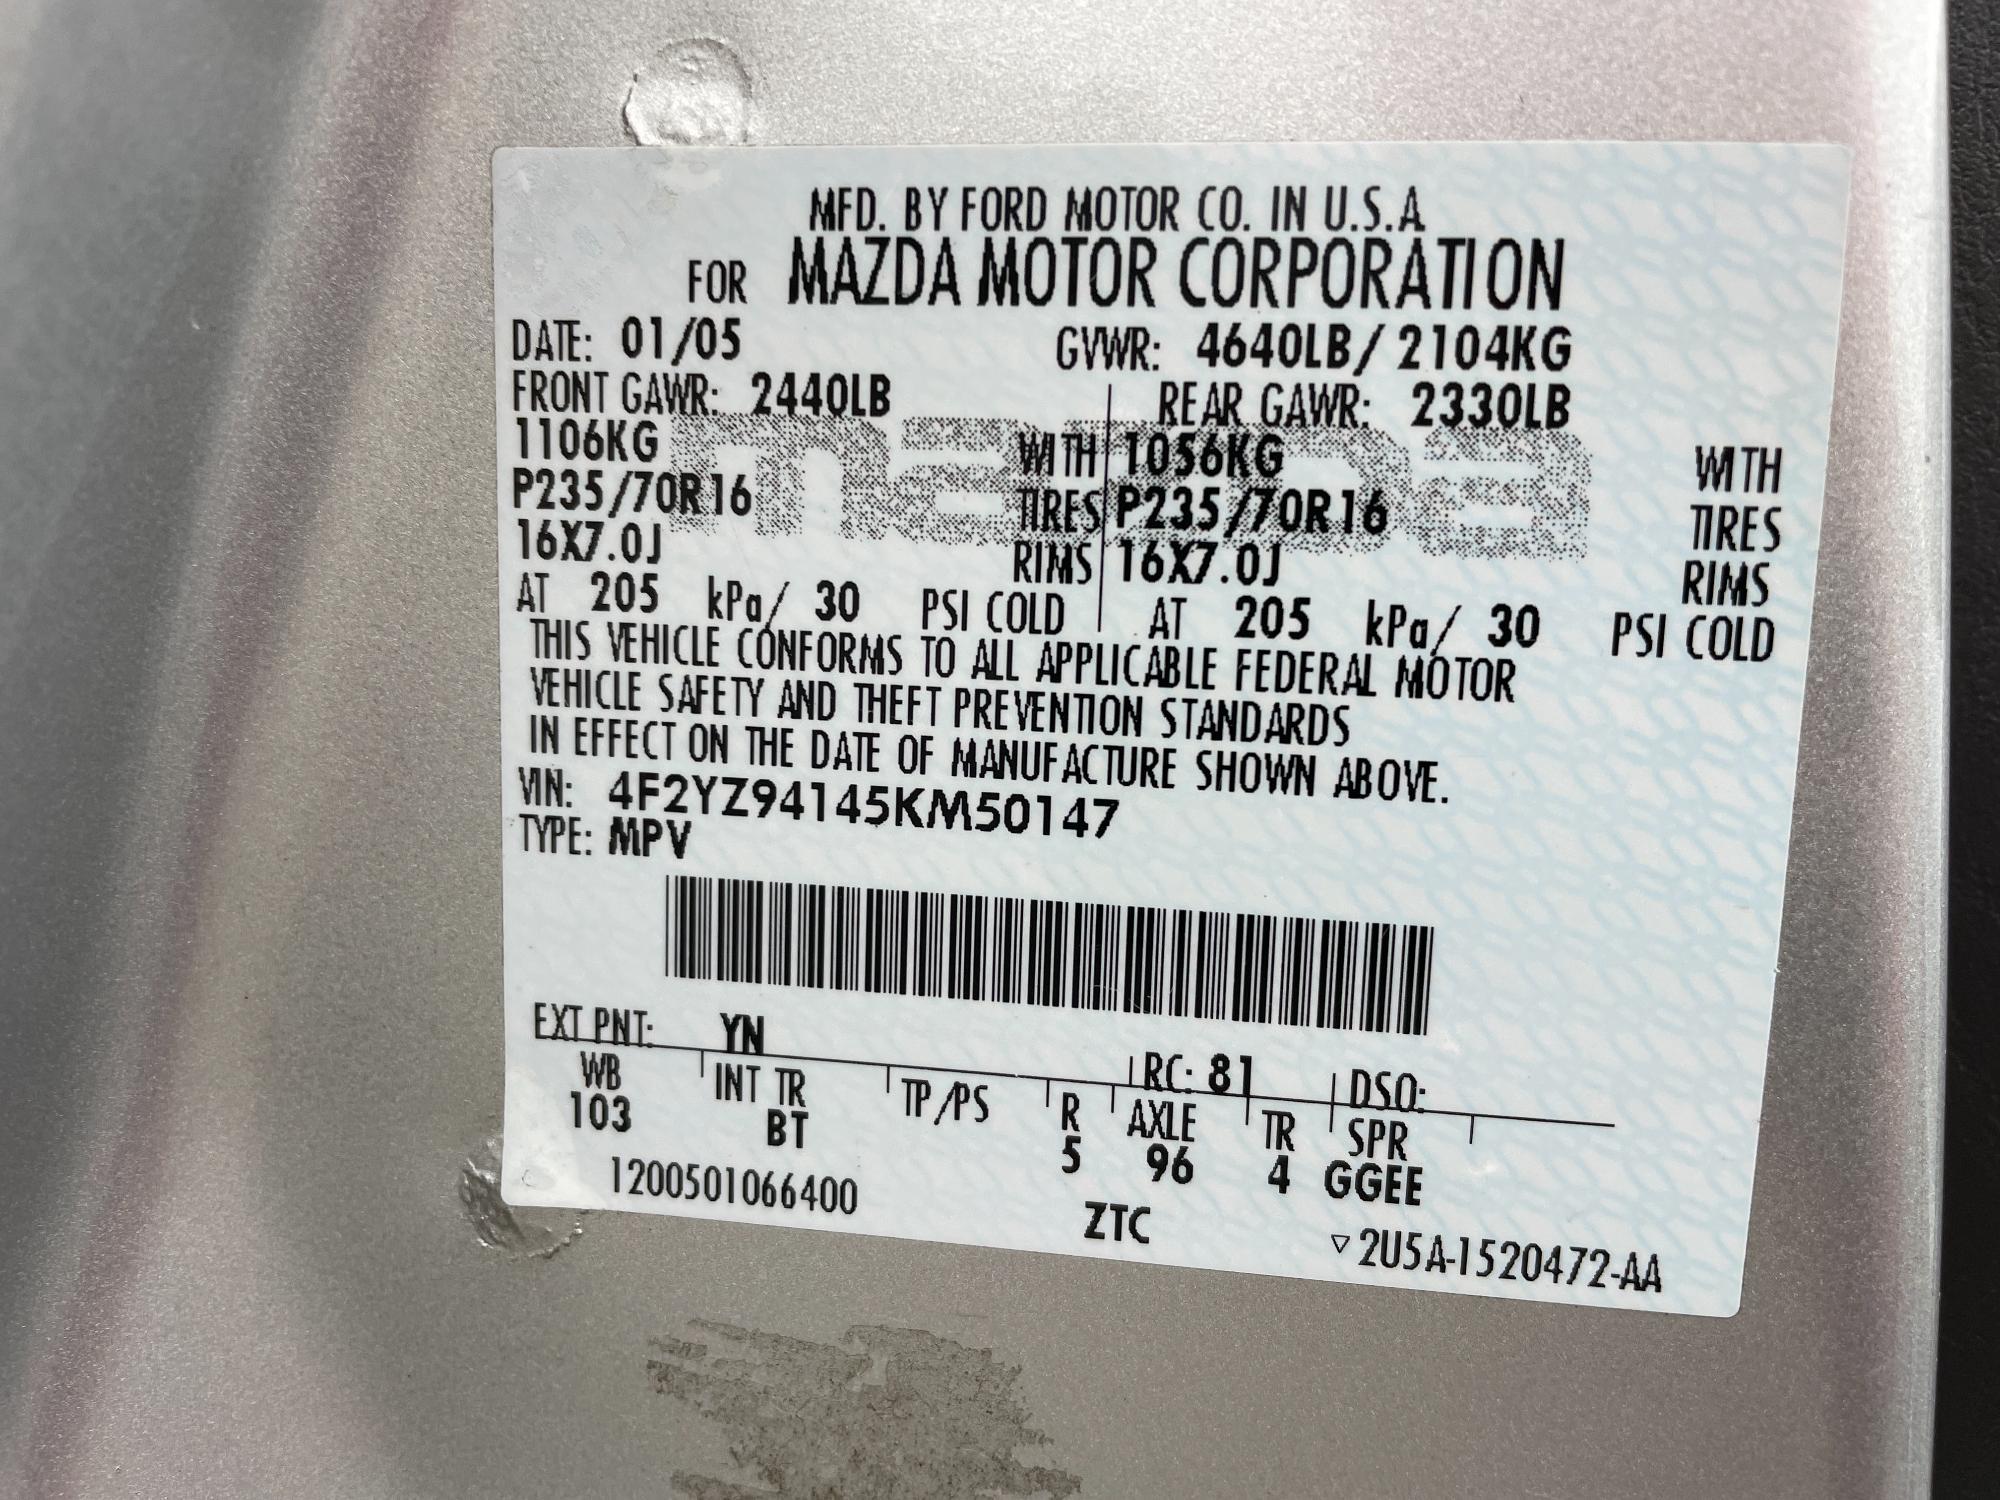 MFD. BY FORD MOTOR CO. IN U.S.A
FOR MAZDA MOTOR CORPORATION
DATE: 01/05 GVWR: 4640LB/ 2104KG
FRONT GAWR: 2440LB REAR GAWR: 2330LB
1106KG WITH 1056KG WITH
P235/70R16 TIRES P235/70R16 TIRES
16X7.0J RIMS 16X7.0J RIMS
AT 205 kPa/ 30 PSI COLD AT 205 kPa/ 30 PSI COLD
mazda
THIS VEHICLE CONFORMS TO ALL APPLICABLE FEDERAL MOTOR
VEHICLE SAFETY AND THEFT PREVENTION STANDARDS
IN EFFECT ON THE DATE OF MANUFACTURE SHOWN ABOVE.
VIN: 4F2YZ94145KM50147
TYPE: MPV
EXT PNT: YN RC: 81 DSO:
WB INT TR TP/PS R AXLE TR SPR
103 BT 5 96 4 GGEE
1200501066400 ZTC ▽2U5A-1520472-AA